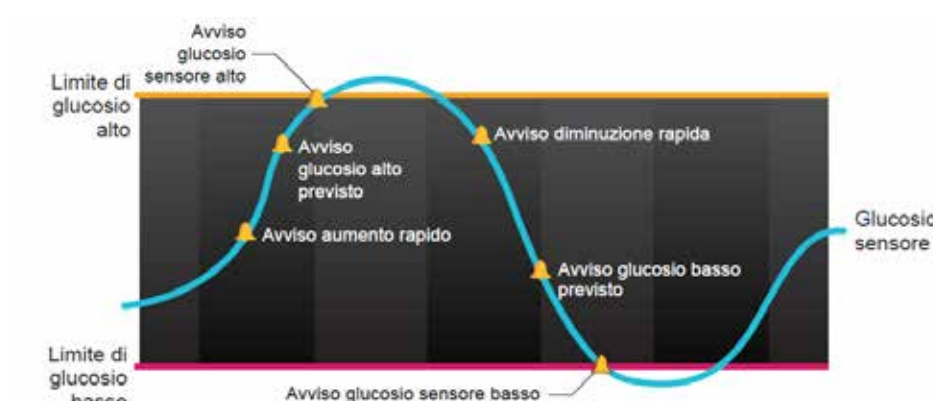 Avviso
glucosio
sensore alto
Limite di
glucosio
alto
Avviso diminuzione rapida
Avviso
glucosio alto
previsto
Avviso aumento rapido
Glucosio
sensore
Avviso glucosio basso
previsto
Limite di
glucosio
basso
Avviso glucosio sensore basso